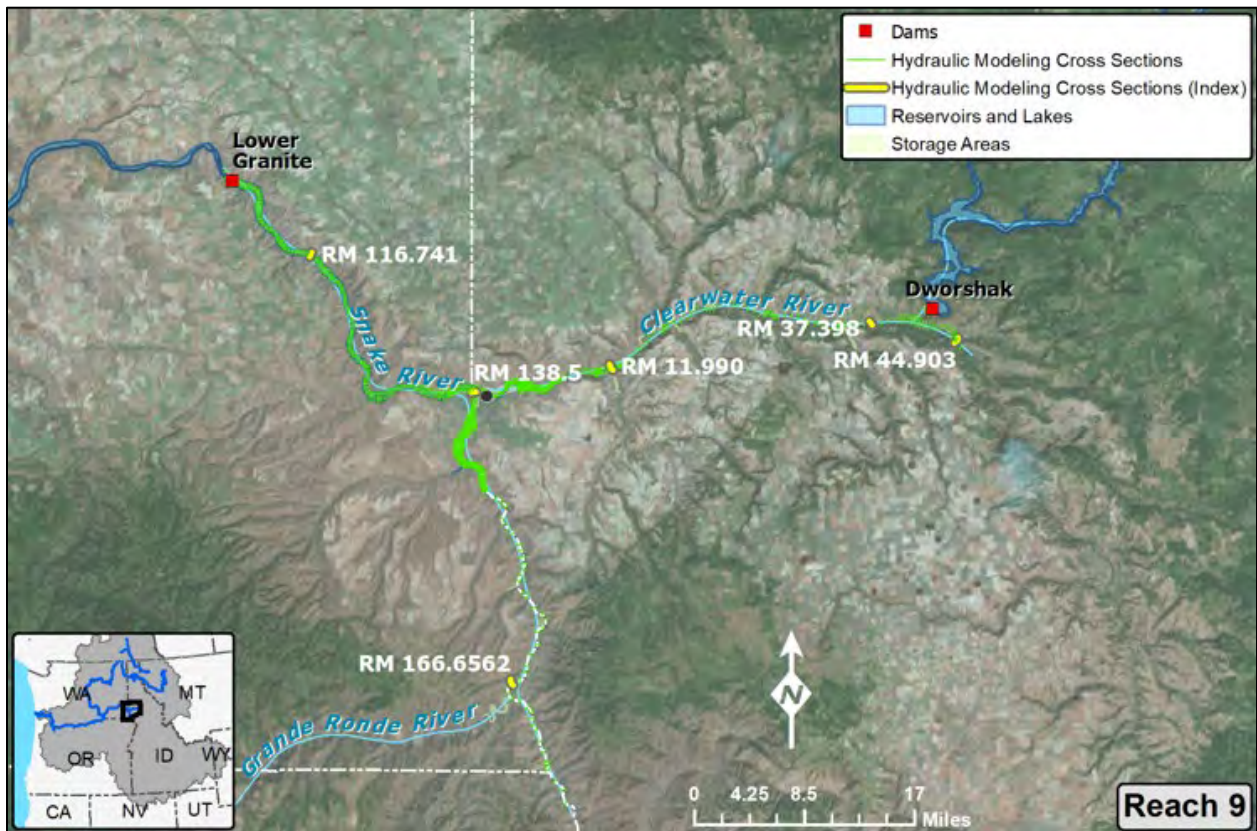 Dams
Hydraulic Modeling Cross Sections
Hydraulic Modeling Cross Sections (Index)
Reservoirs and Lakes
Storage Areas
Lower
Granite
RM 116.741
Snake River
RM 138.5
Clearwater River
RM 11.990
RM 37.398
Dworshak
RM 44.903
RM 166.6562
Grande Ronde River
WA
MT
OR
ID
WY
CA
NV
UT
N
0 4.25 8.5 17
Miles
Reach 9